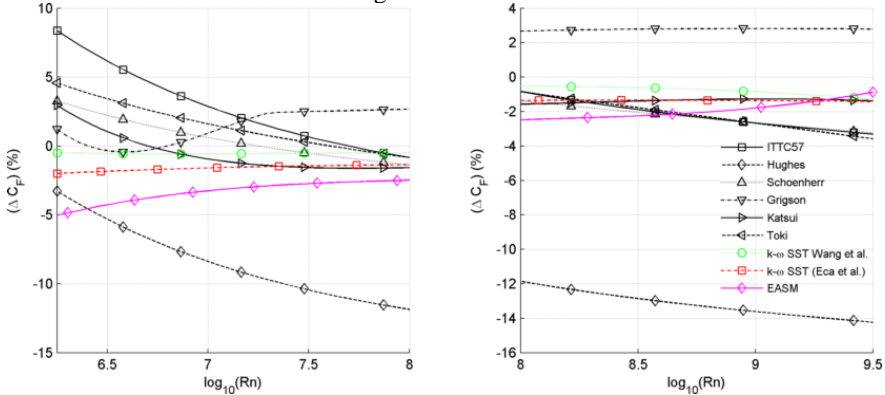 10
5
0
-5
-10
-15
6.5
7
7.5
8
(Δ C_F) (%)
log10(Rn)
4
2
0
-2
-4
-6
-8
-10
-12
-14
-16
8
8.5
9
9.5
(Δ C_F) (%)
log10(Rn)
ITTC57
Hughes
Schoenherr
Grigson
Katsui
Toki
k-ω SST Wang et al.
k-ω SST (Eca et al.)
EASM